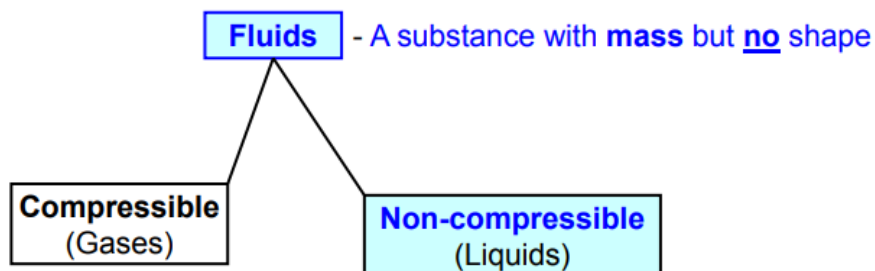 Fluids - A substance with mass but no shape
Compressible
(Gases)
Non-compressible
(Liquids)